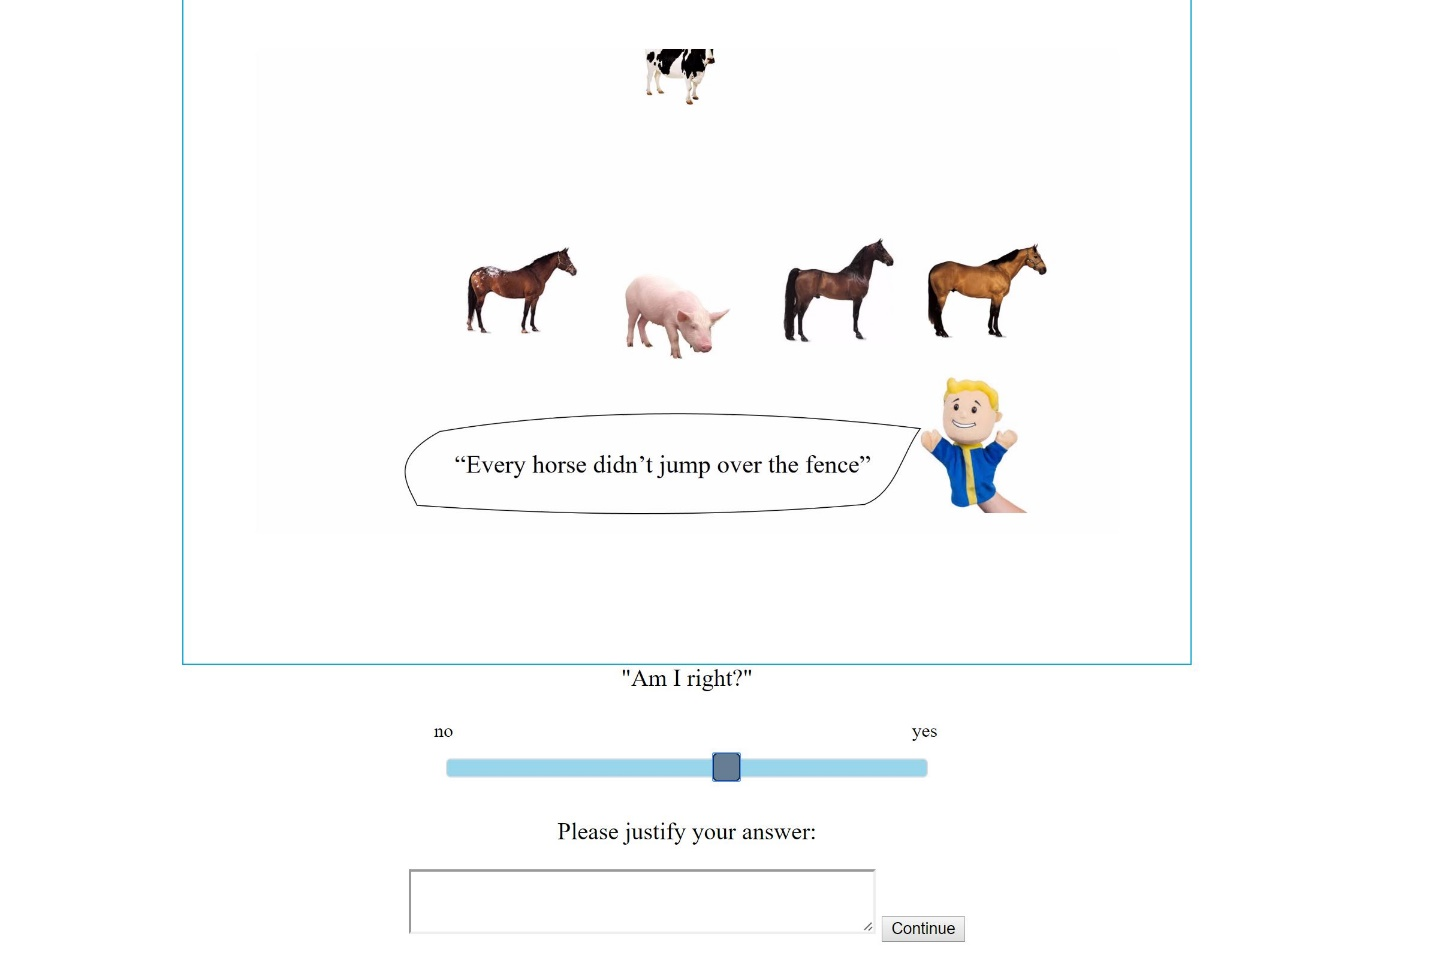 “Every horse didn’t jump over the fence”
"Am I right?"
no yes
Please justify your answer:
Continue